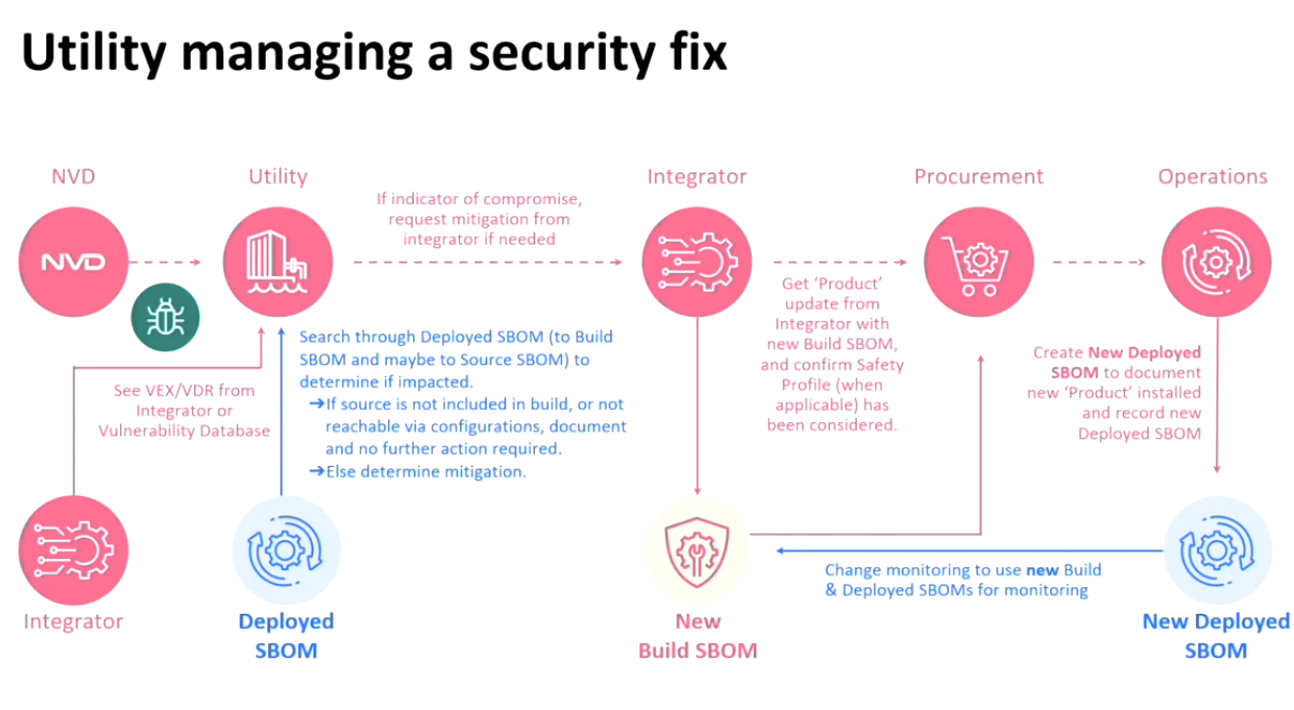 Utility managing a security fix
NVD
Utility
Integrator
Procurement
Operations
NVD
If indicator of compromise,
request mitigation from
integrator if needed
Get ‘Product’
update from
Integrator with
new Build SBOM,
and confirm Safety
Profile (when
applicable) has
been considered.
Create New Deployed
SBOM to document
new ‘Product’ installed
and record new
Deployed SBOM
See VEX/VDR from
Integrator or
Vulnerability Database
Search through Deployed SBOM (to Build
SBOM and maybe to Source SBOM) to
determine if impacted.
➔If source is not included in build, or not
reachable via configurations, document
and no further action required.
➔Else determine mitigation.
Change monitoring to use new Build
& Deployed SBOMs for monitoring
Integrator
Deployed
SBOM
New
Build SBOM
New Deployed
SBOM